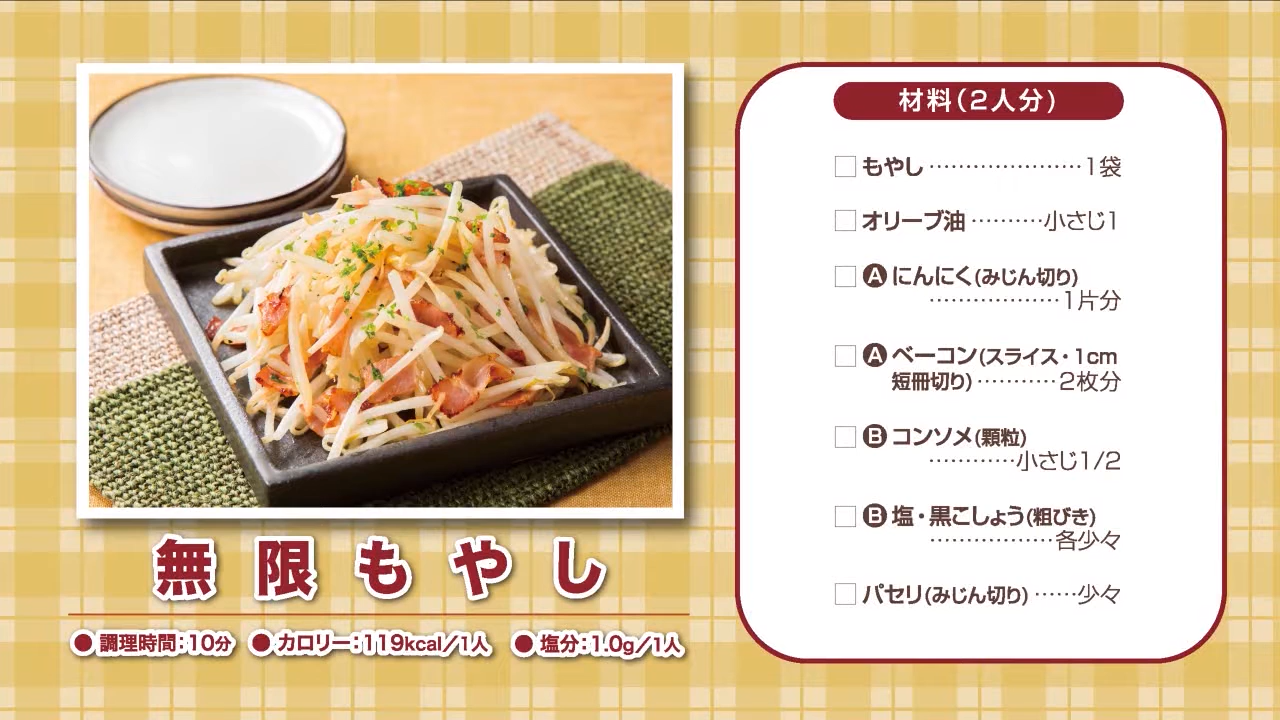 無限もやし
● 調理時間：10分 ● カロリー：119kcal／1人 ● 塩分：1.0g／1人
材料（2人分）
□ もやし…………………1袋
□ オリーブ油………小さじ1
□ Ⓐ にんにく(みじん切り)
………………1片分
□ Ⓐ ベーコン(スライス・1cm
短冊切り)…………2枚分
□ Ⓑ コンソメ(顆粒)
…………小さじ1/2
□ Ⓑ 塩・黒こしょう(粗びき)
………………各少々
□ パセリ(みじん切り)……少々